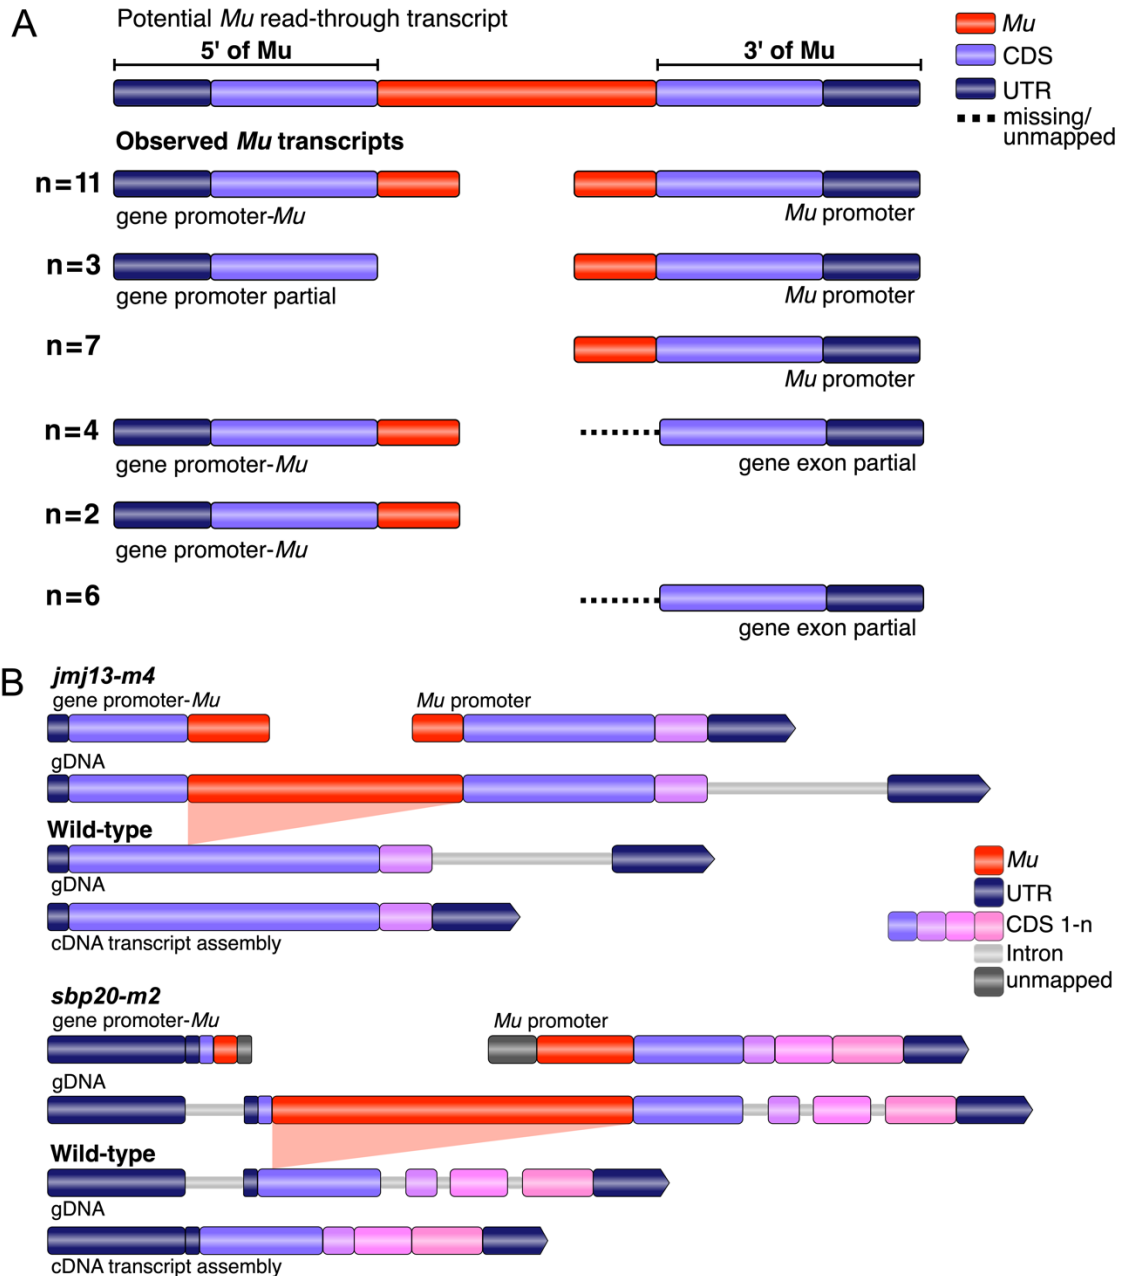 A
Potential Mu read-through transcript
5' of Mu
3' of Mu
Mu
CDS
UTR
missing/
unmapped
Observed Mu transcripts
n=11
gene promoter-Mu
Mu promoter
n=3
gene promoter partial
Mu promoter
n=7
Mu promoter
n=4
gene promoter-Mu
gene exon partial
n=2
gene promoter-Mu
n=6
gene exon partial
B
jmj13-m4
gene promoter-Mu
Mu promoter
gDNA
Wild-type
gDNA
cDNA transcript assembly
Mu
UTR
CDS 1-n
Intron
unmapped
sbp20-m2
gene promoter-Mu
Mu promoter
gDNA
Wild-type
gDNA
cDNA transcript assembly